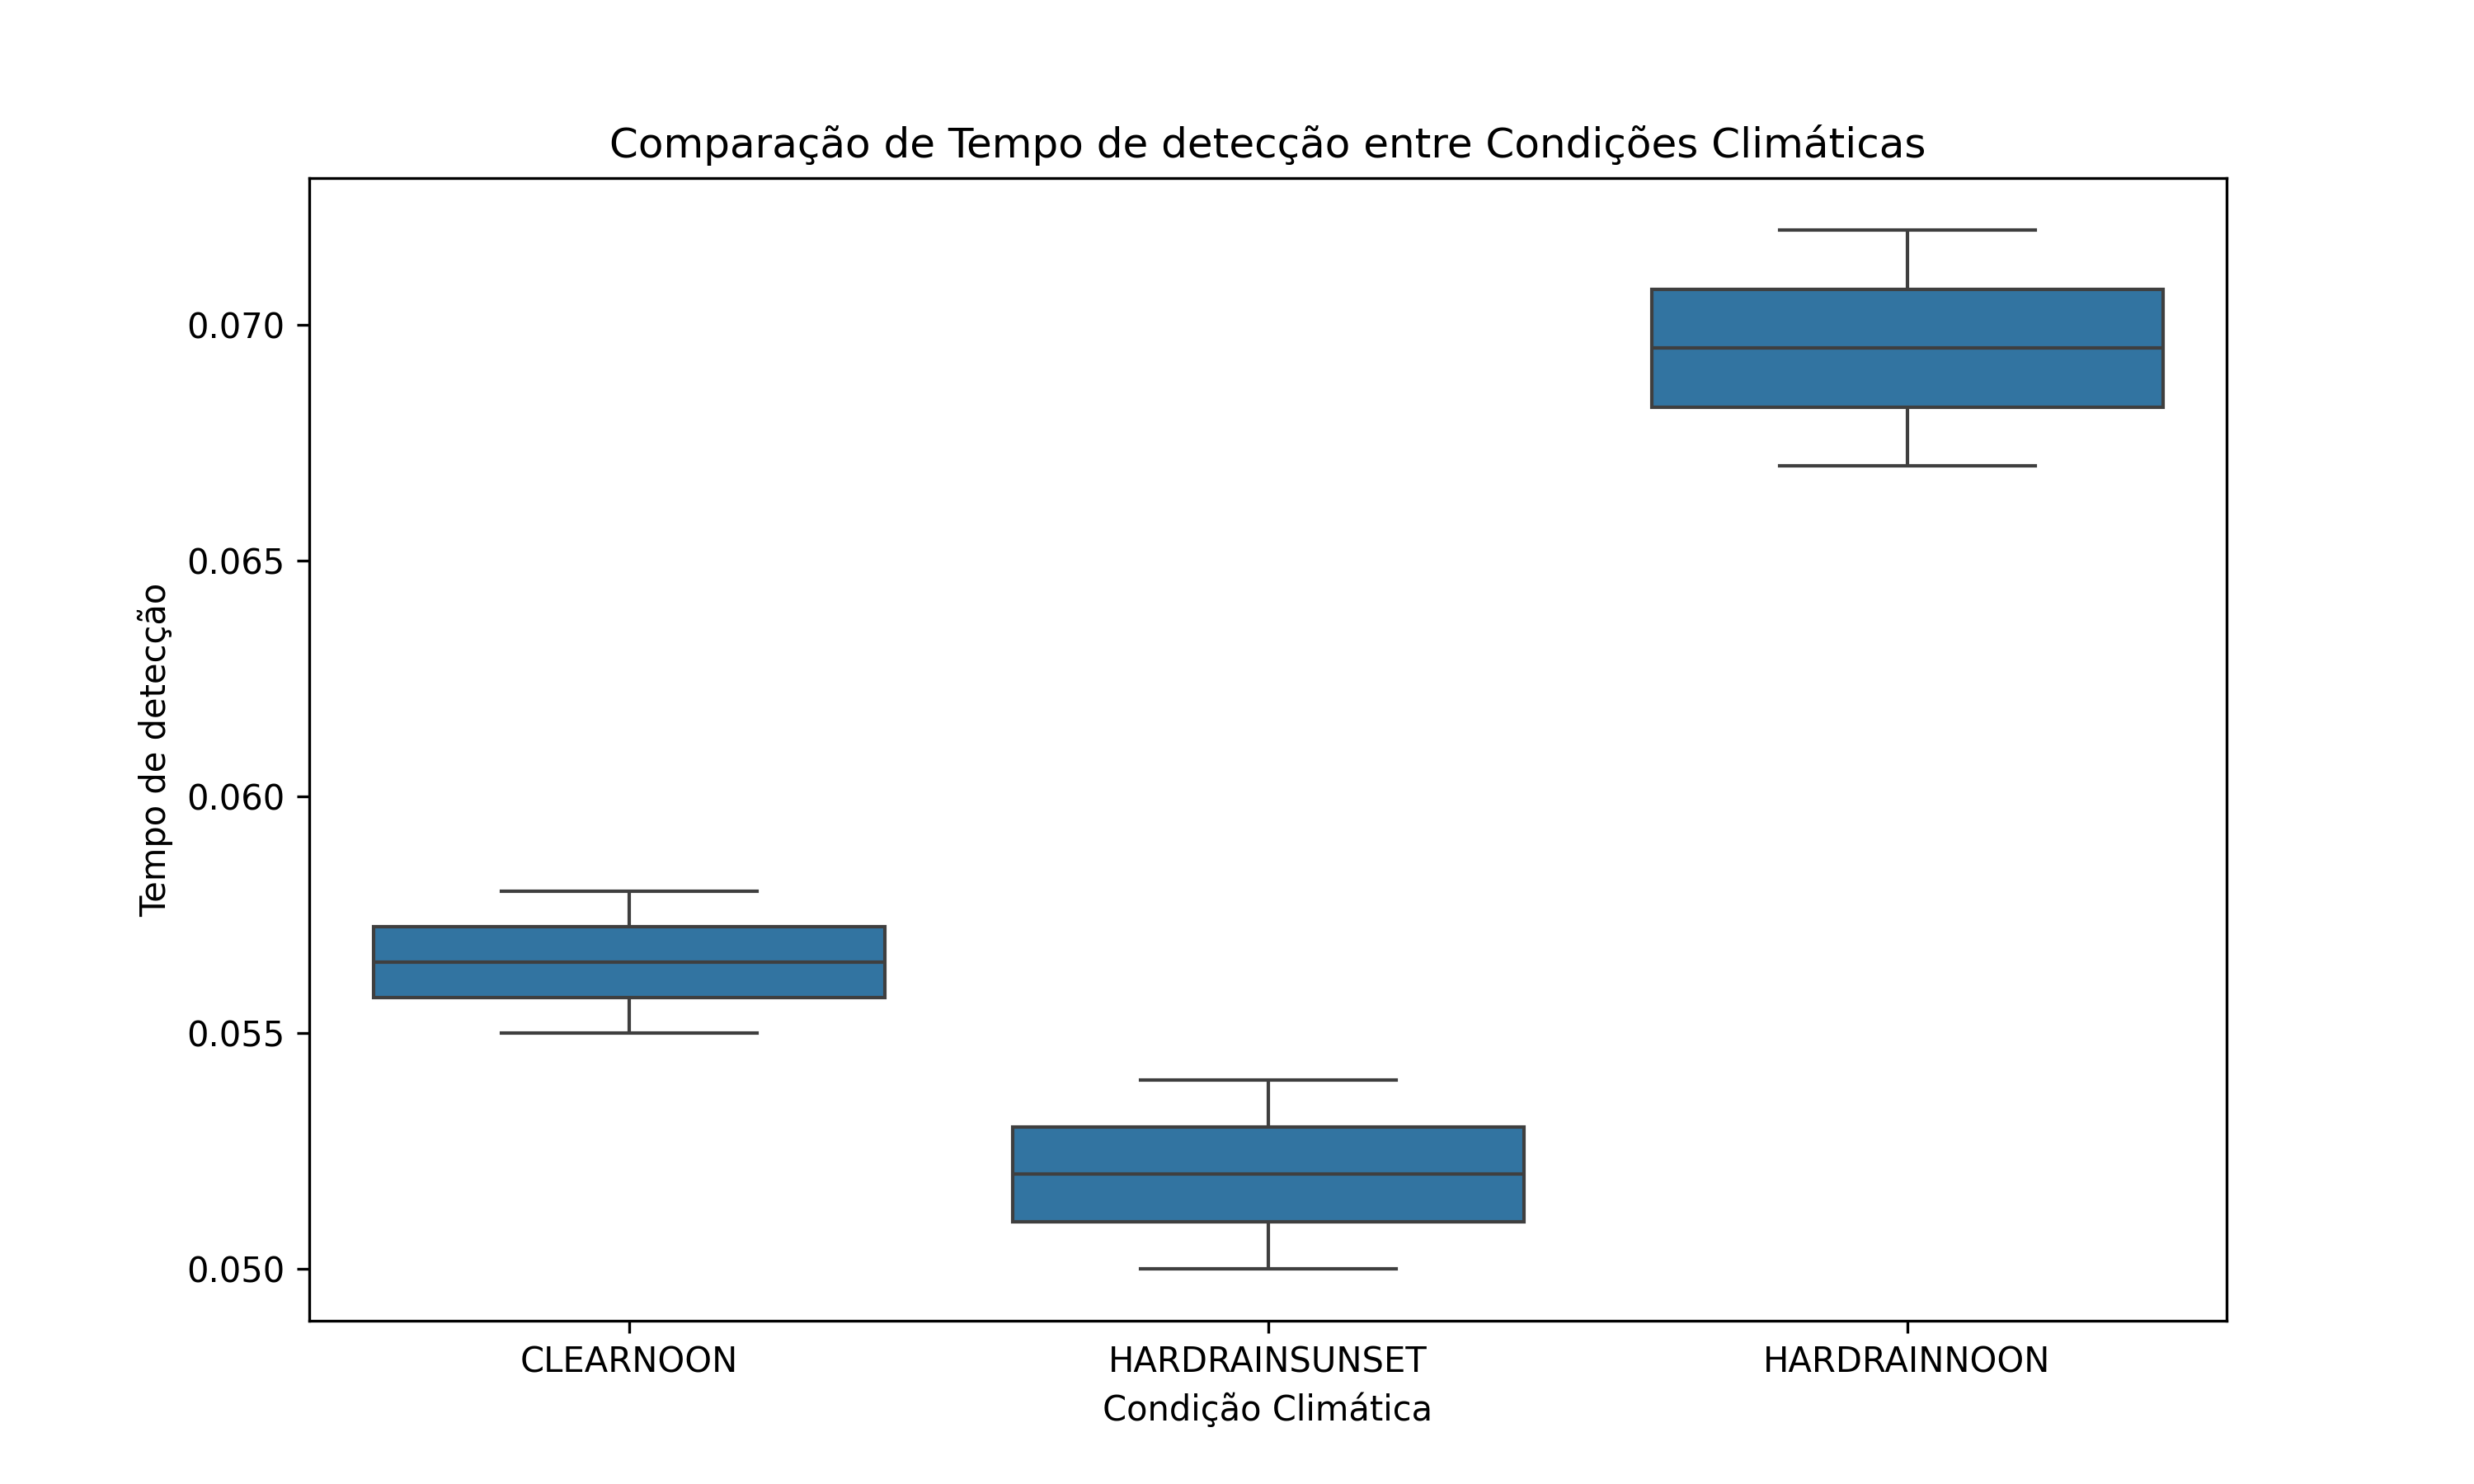 Comparação de Tempo de detecção entre Condições Climáticas
Tempo de detecção
0.070
0.065
0.060
0.055
0.050
CLEARNOON
HARDRAINSUNSET
HARDRAINNOON
Condição Climática